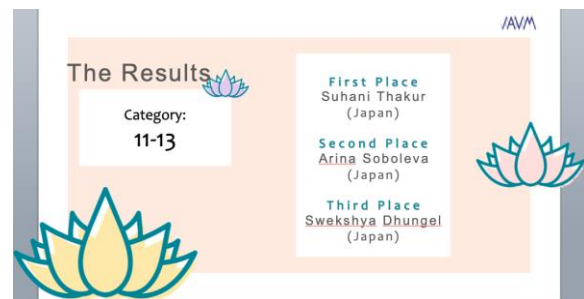 IAVM
The Results
Category:
11-13
First Place
Suhani Thakur
(Japan)
Second Place
Arina Soboleva
(Japan)
Third Place
Swekshya Dhungel
(Japan)